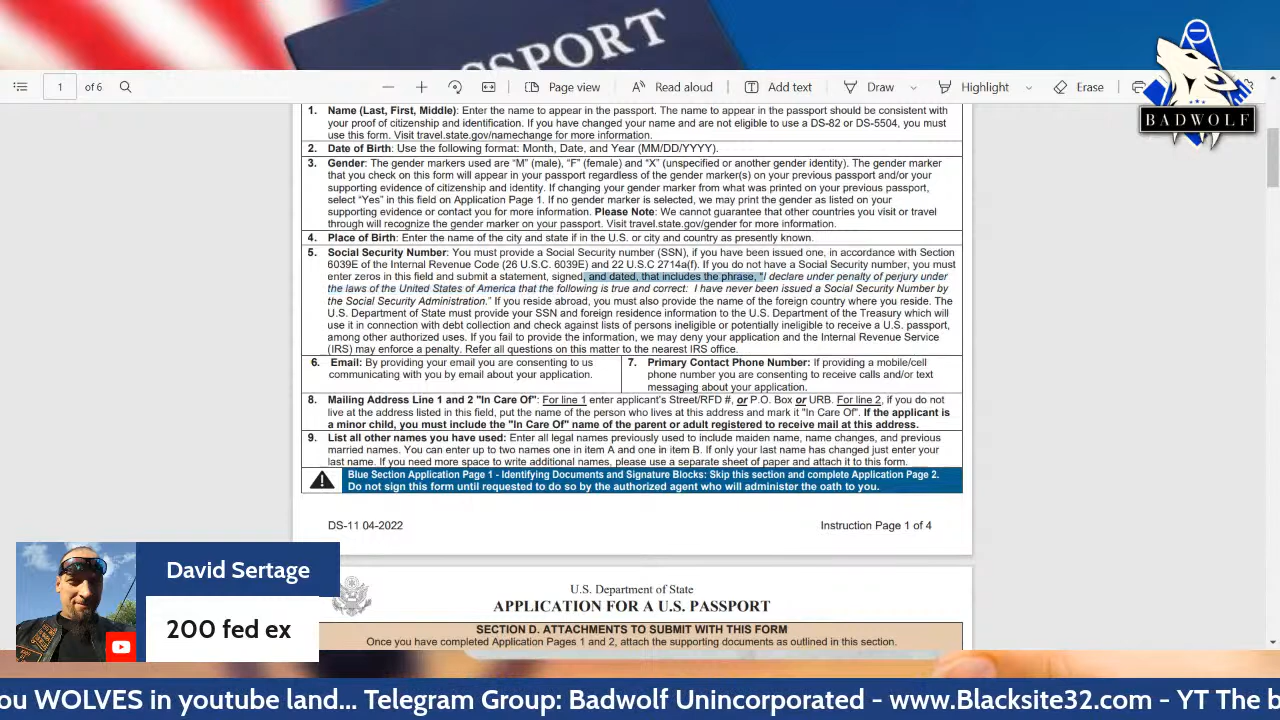 PASSPORT
BADWOLF
1 of 6 Page view Read aloud Add text Draw Highlight Erase
1. Name (Last, First, Middle): Enter the name to appear in the passport. The name to appear in the passport should be consistent with
your proof of citizenship and identification. If you have changed your name and are not eligible to use a DS-82 or DS-5504, you must
use this form. Visit travel.state.gov/namechange for more information.
2. Date of Birth: Use the following format: Month, Date, and Year (MM/DD/YYYY).
3. Gender: The gender markers used are “M” (male), “F” (female) and “X” (unspecified or another gender identity). The gender marker
that you check on this form will appear in your passport regardless of the gender marker(s) on your previous passport and/or your
supporting evidence of citizenship and identity. If changing your gender marker from what was printed on your previous passport,
select “Yes” in this field on Application Page 1. If no gender marker is selected, we may print the gender as listed on your
supporting evidence or contact you for more information. Please Note: We cannot guarantee that other countries you visit or travel
through will recognize the gender marker on your passport. Visit travel.state.gov/gender for more information.
4. Place of Birth: Enter the name of the city and state if in the U.S. or city and country as presently known.
5. Social Security Number: You must provide a Social Security number (SSN), if you have been issued one, in accordance with Section
6039E of the Internal Revenue Code (26 U.S.C. 6039E) and 22 U.S.C 2714a(f). If you do not have a Social Security number, you must
enter zeros in this field and submit a statement, signed, and dated, that includes the phrase, "I declare under penalty of perjury under
the laws of the United States of America that the following is true and correct: I have never been issued a Social Security Number by
the Social Security Administration.” If you reside abroad, you must also provide the name of the foreign country where you reside. The
U.S. Department of State must provide your SSN and foreign residence information to the U.S. Department of the Treasury which will
use it in connection with debt collection and check against lists of persons ineligible or potentially ineligible to receive a U.S. passport,
among other authorized uses. If you fail to provide the information, we may deny your application and the Internal Revenue Service
(IRS) may enforce a penalty. Refer all questions on this matter to the nearest IRS office.
6. Email: By providing your email you are consenting to us
communicating with you by email about your application.
7. Primary Contact Phone Number: If providing a mobile/cell
phone number you are consenting to receive calls and/or text
messaging about your application.
8. Mailing Address Line 1 and 2 "In Care Of": For line 1 enter applicant's Street/RFD #, or P.O. Box or URB. For line 2, if you do not
live at the address listed in this field, put the name of the person who lives at this address and mark it "In Care Of". If the applicant is
a minor child, you must include the "In Care Of" name of the parent or adult registered to receive mail at this address.
9. List all other names you have used: Enter all legal names previously used to include maiden name, name changes, and previous
married names. You can enter up to two names one in item A and one in item B. If only your last name has changed just enter your
last name. If you need more space to write additional names, please use a separate sheet of paper and attach it to this form.
Blue Section Application Page 1 - Identifying Documents and Signature Blocks: Skip this section and complete Application Page 2.
Do not sign this form until requested to do so by the authorized agent who will administer the oath to you.
DS-11 04-2022 Instruction Page 1 of 4
U.S. Department of State
APPLICATION FOR A U.S. PASSPORT
SECTION D. ATTACHMENTS TO SUBMIT WITH THIS FORM
Once you have completed Application Pages 1 and 2, attach the supporting documents as outlined in this section.
David Sertage
200 fed ex
ou WOLVES in youtube land... Telegram Group: Badwolf Unincorporated - www.Blacksite32.com - YT The b